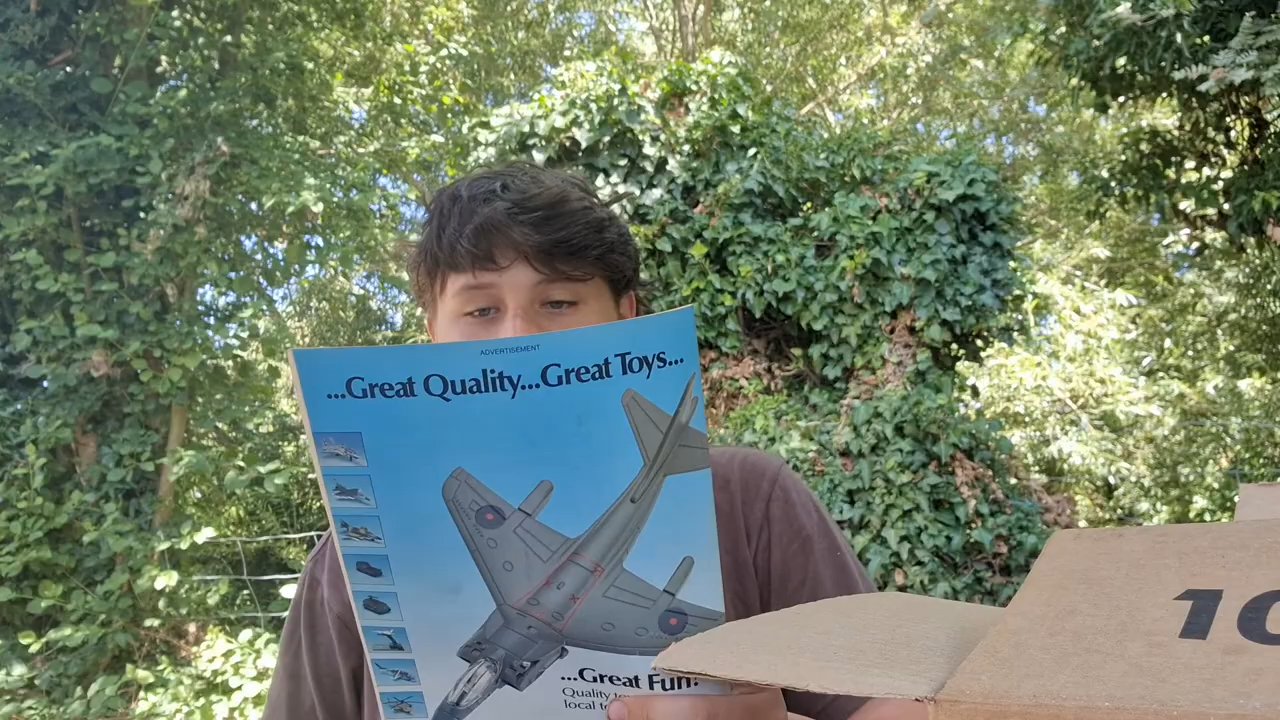 ADVERTISEMENT
...Great Quality...Great Toys...
...Great Fun!
Quality
local
10